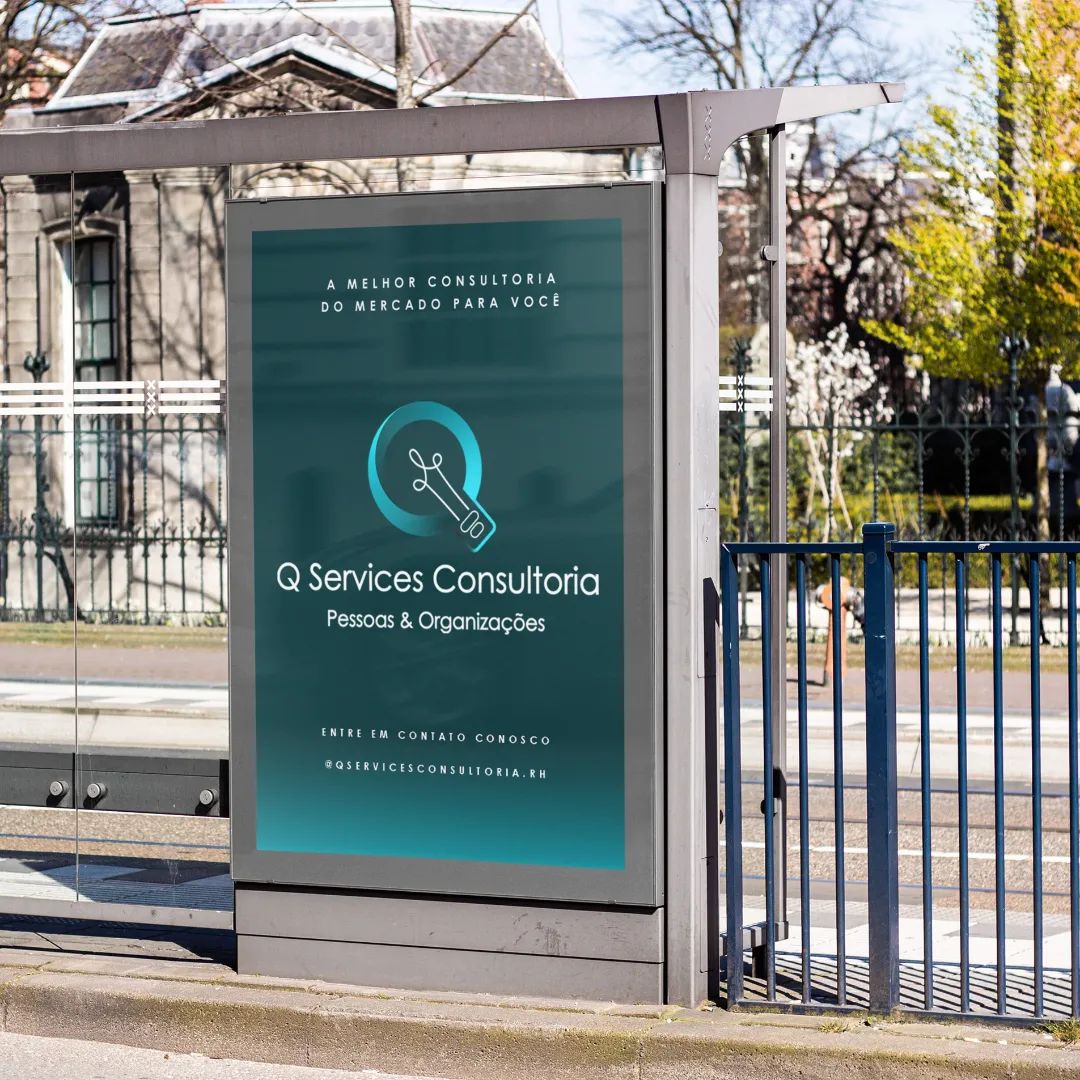 A MELHOR CONSULTORIA
DO MERCADO PARA VOCÊ
Q Services Consultoria
Pessoas & Organizações
ENTRE EM CONTATO CONOSCO
@QSERVICESCONSULTORIA.RH